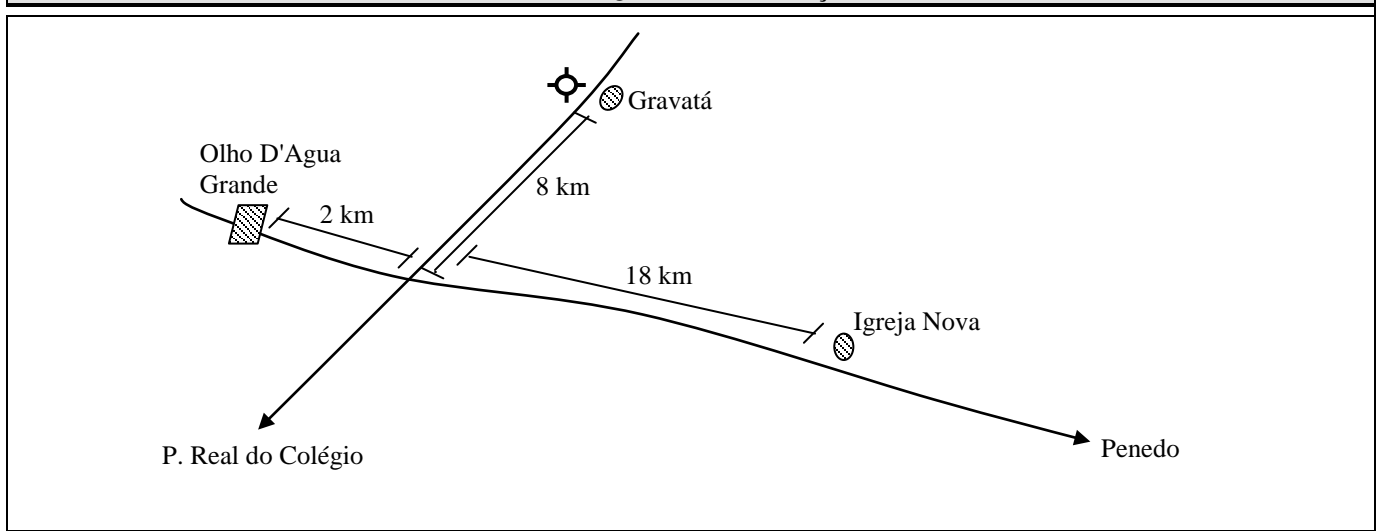 Gravatá
Olho D'Agua
Grande
8 km
2 km
18 km
Igreja Nova
P. Real do Colégio
Penedo